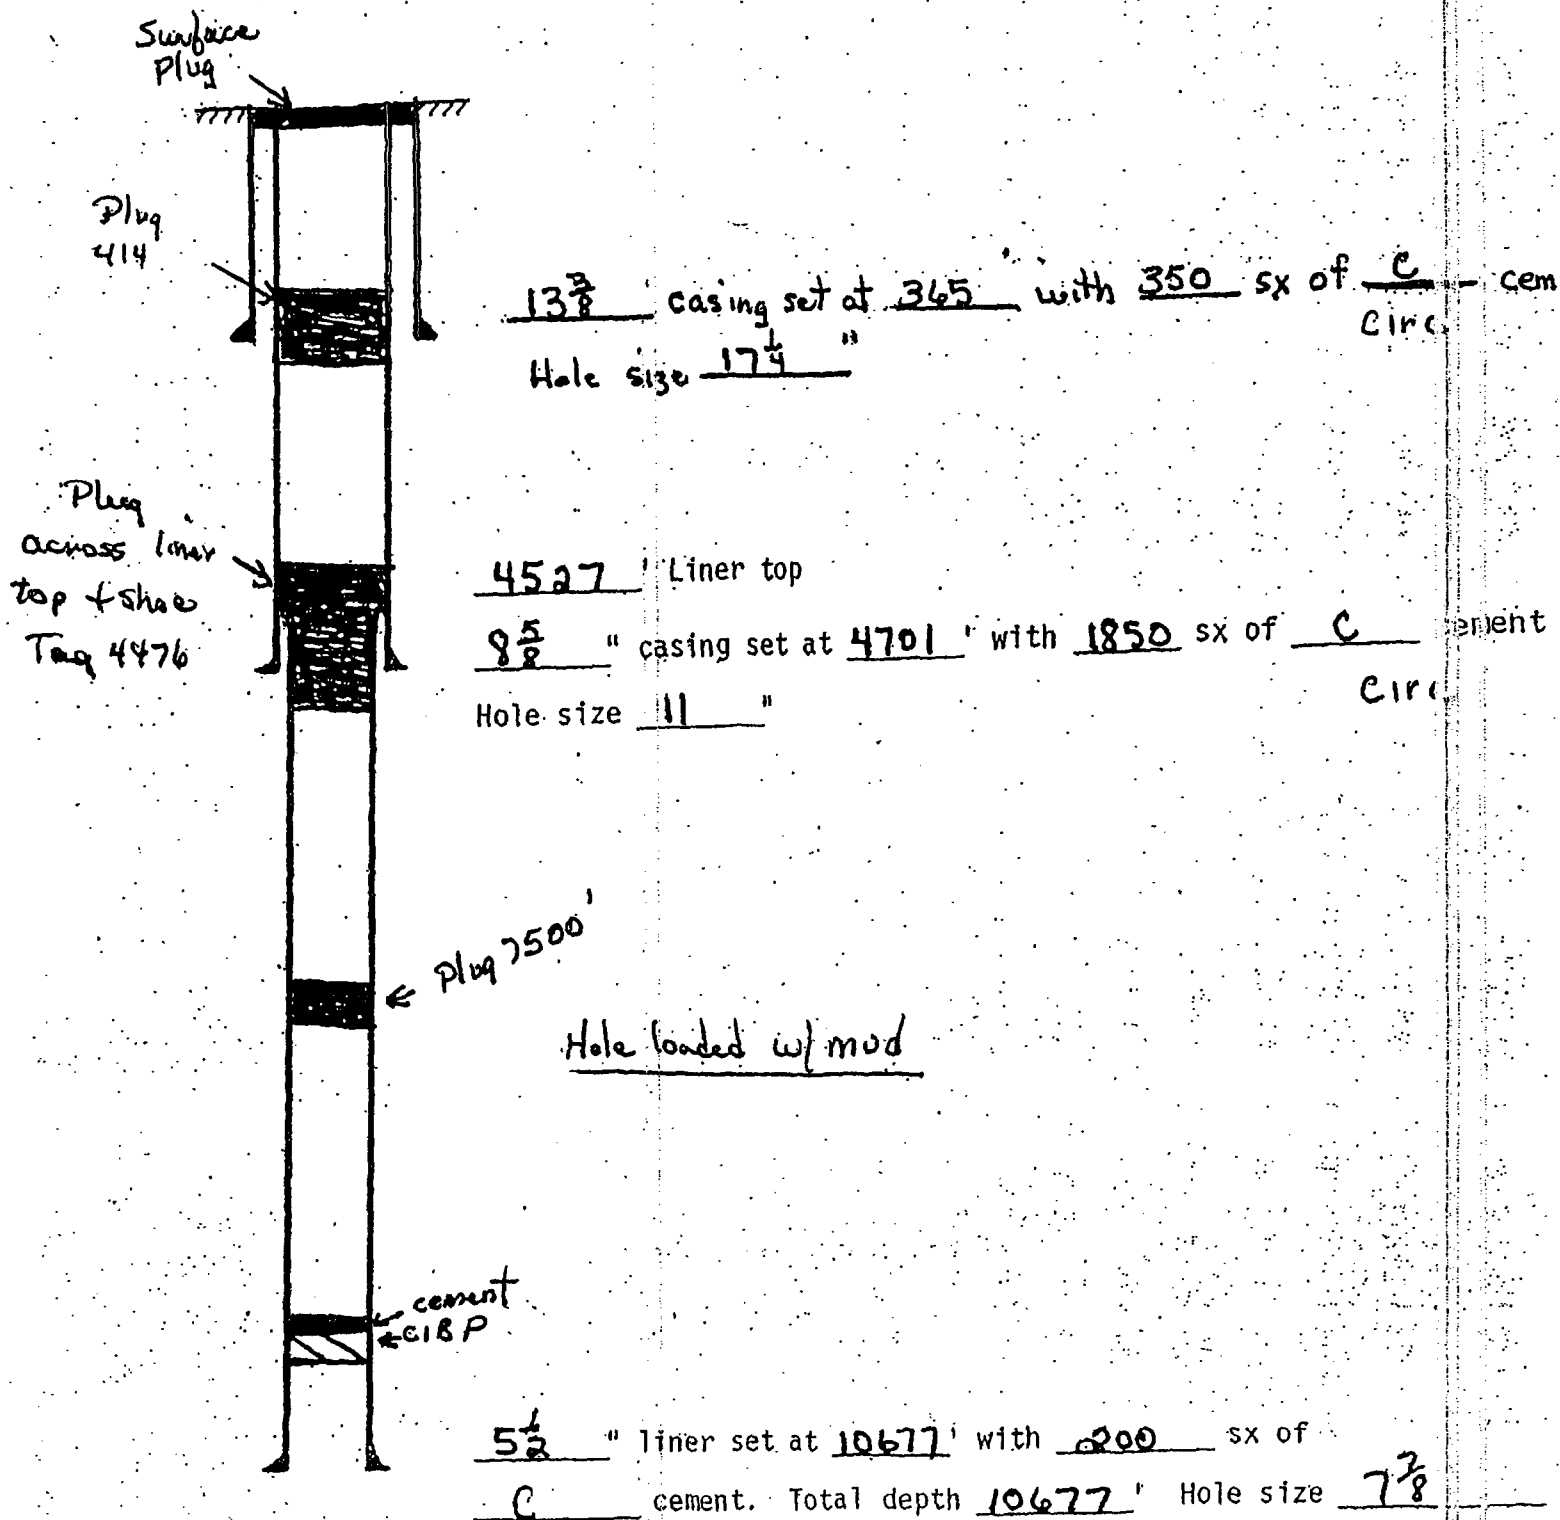 Surface
Plug
Plug
414
13 3/8 " casing set at 365 ' with 350 sx of C cem
Circ.
Hole size 17 1/4 "
Plug
across liner
top & shoe
Tag 4476
4527 ' Liner top
8 5/8 " casing set at 4701 ' with 1850 sx of C ement
Circ.
Hole size 11 "
Plug 7500'
Hole loaded w/ mud
cement
CIBP
5 1/2 " liner set at 10677' with 200 sx of
C cement. Total depth 10677 ' Hole size 7 7/8